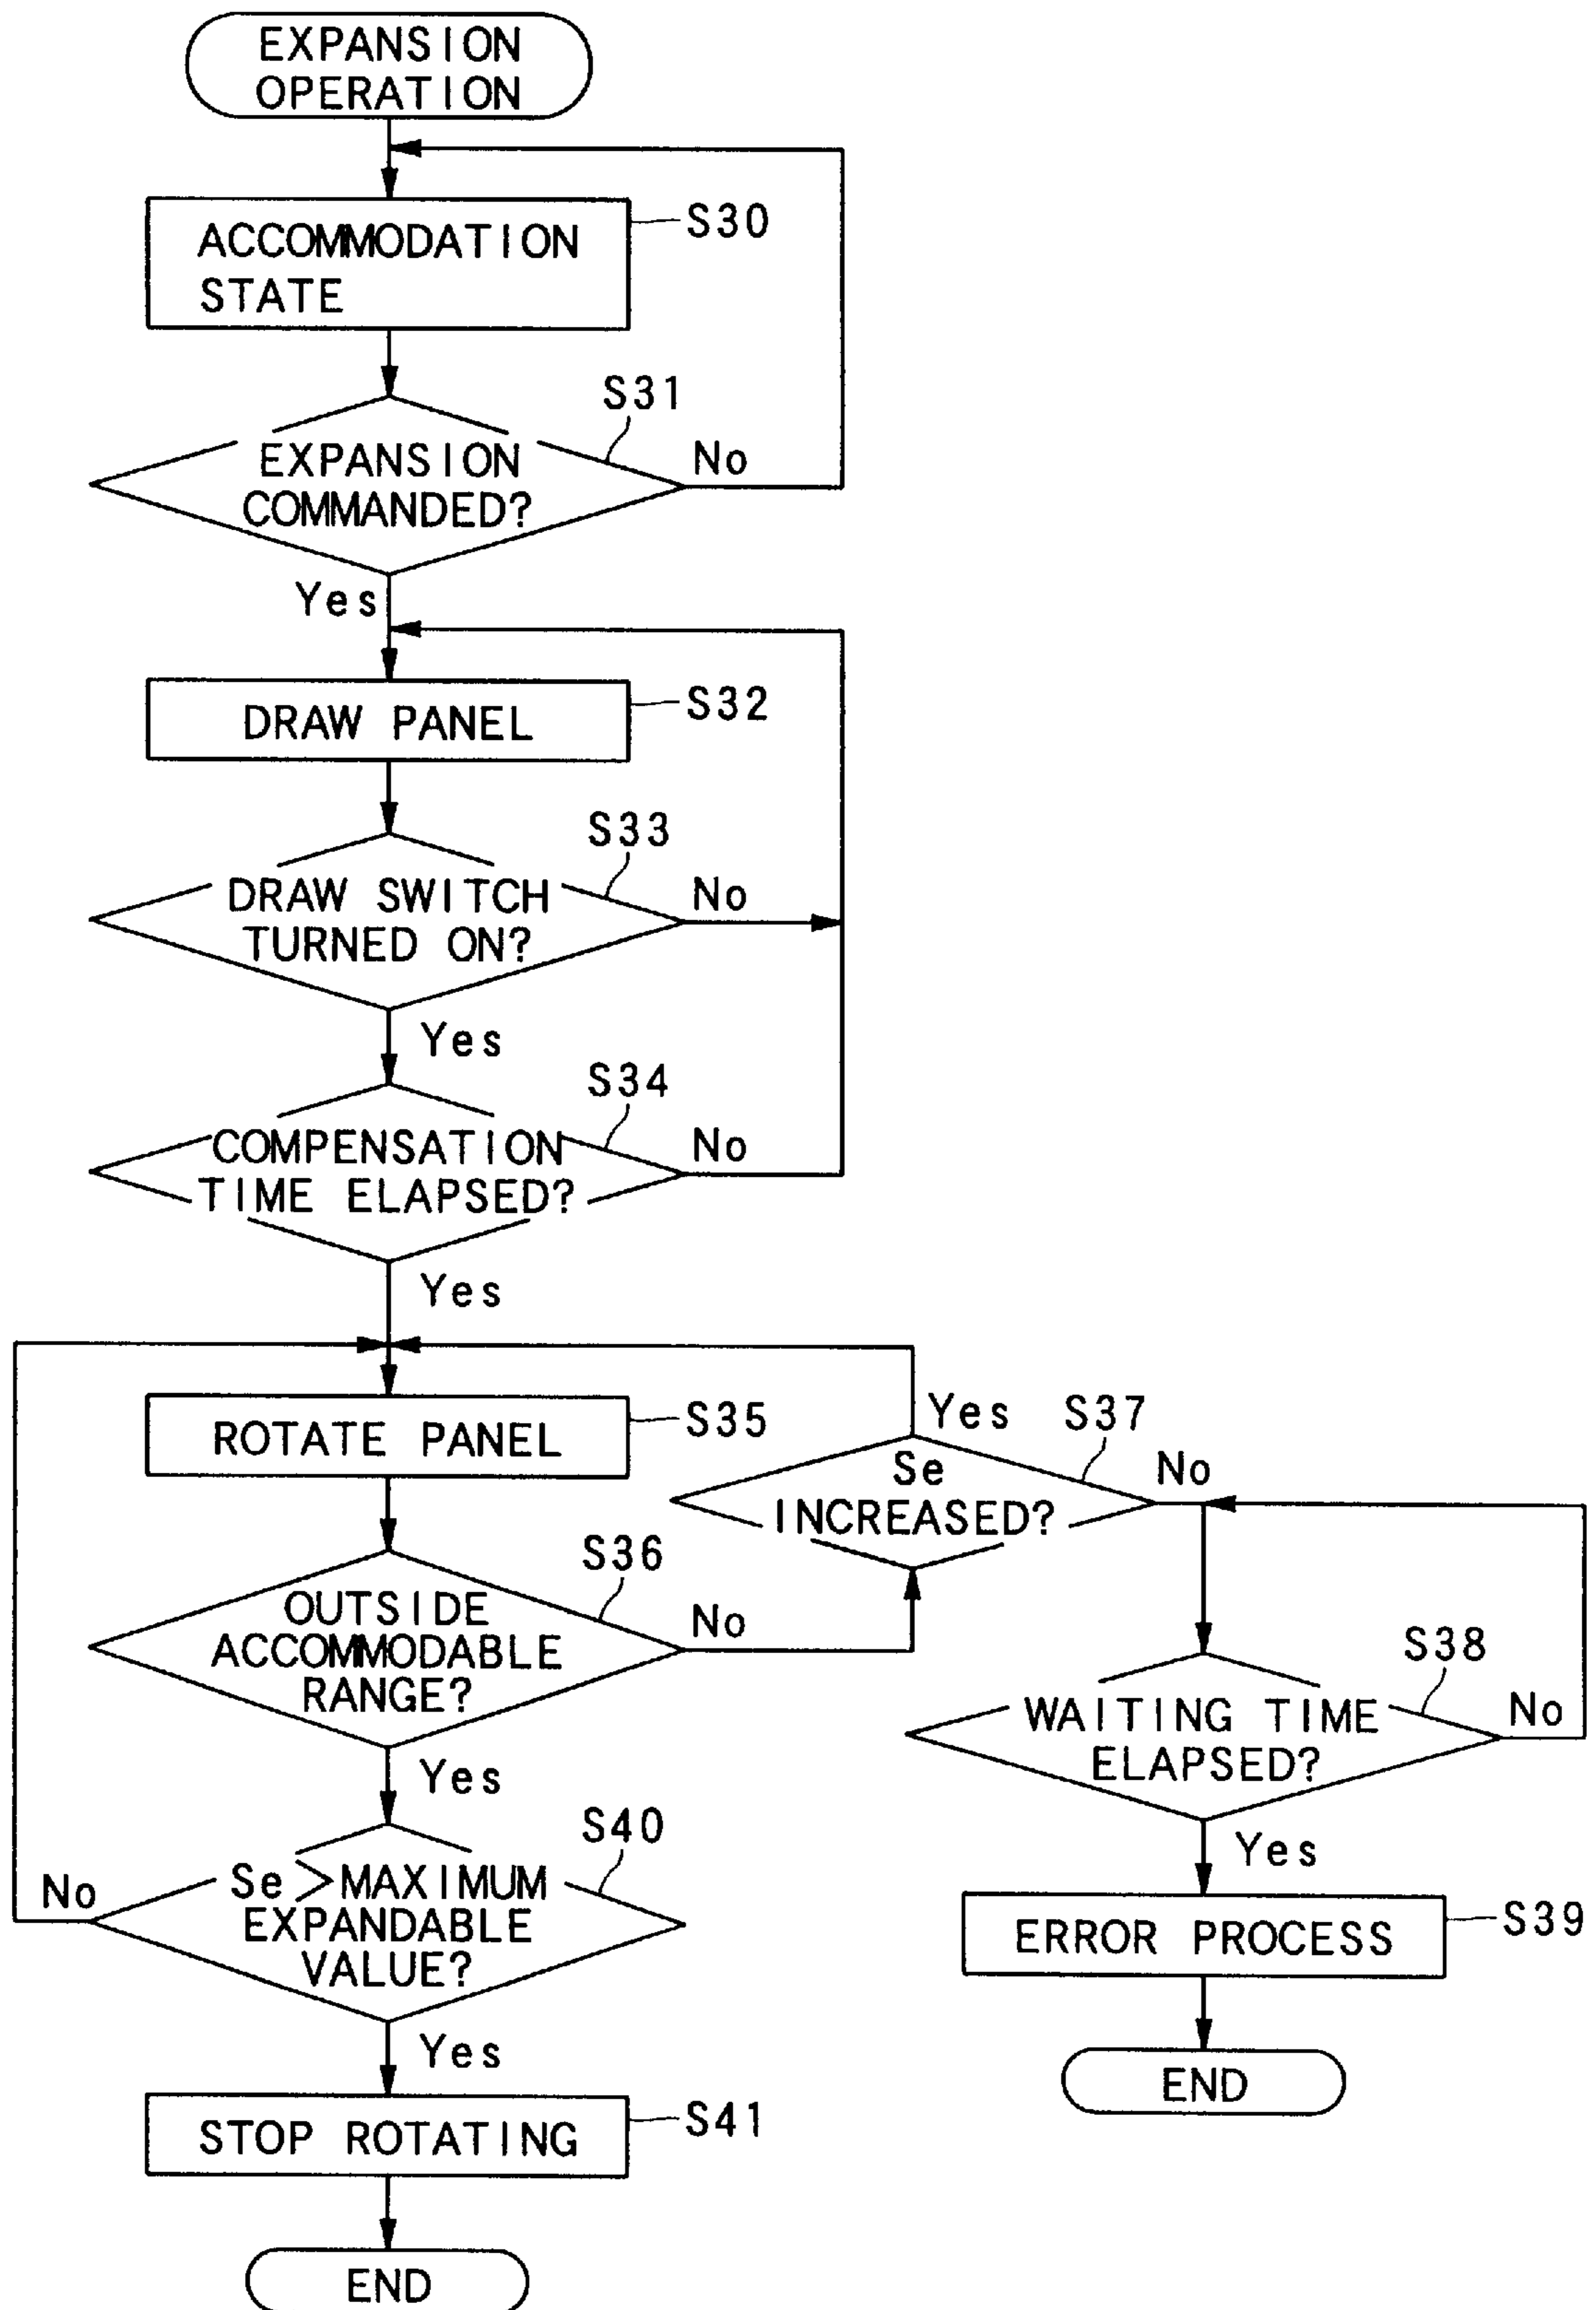 EXPANSION
OPERATION
ACCOMMODATION
STATE
S30
S31
EXPANSION
COMMANDED?
No
Yes
DRAW PANEL
S32
S33
DRAW SWITCH
TURNED ON?
No
Yes
S34
COMPENSATION
TIME ELAPSED?
No
Yes
ROTATE PANEL
S35
S36
OUTSIDE
ACCOMMODABLE
RANGE?
No
Yes
Yes
S37
Se
INCREASED?
No
S38
WAITING TIME
ELAPSED?
No
Yes
ERROR PROCESS
S39
END
S40
Se >MAXIMUM
EXPANDABLE
VALUE?
No
Yes
STOP ROTATING
S41
END